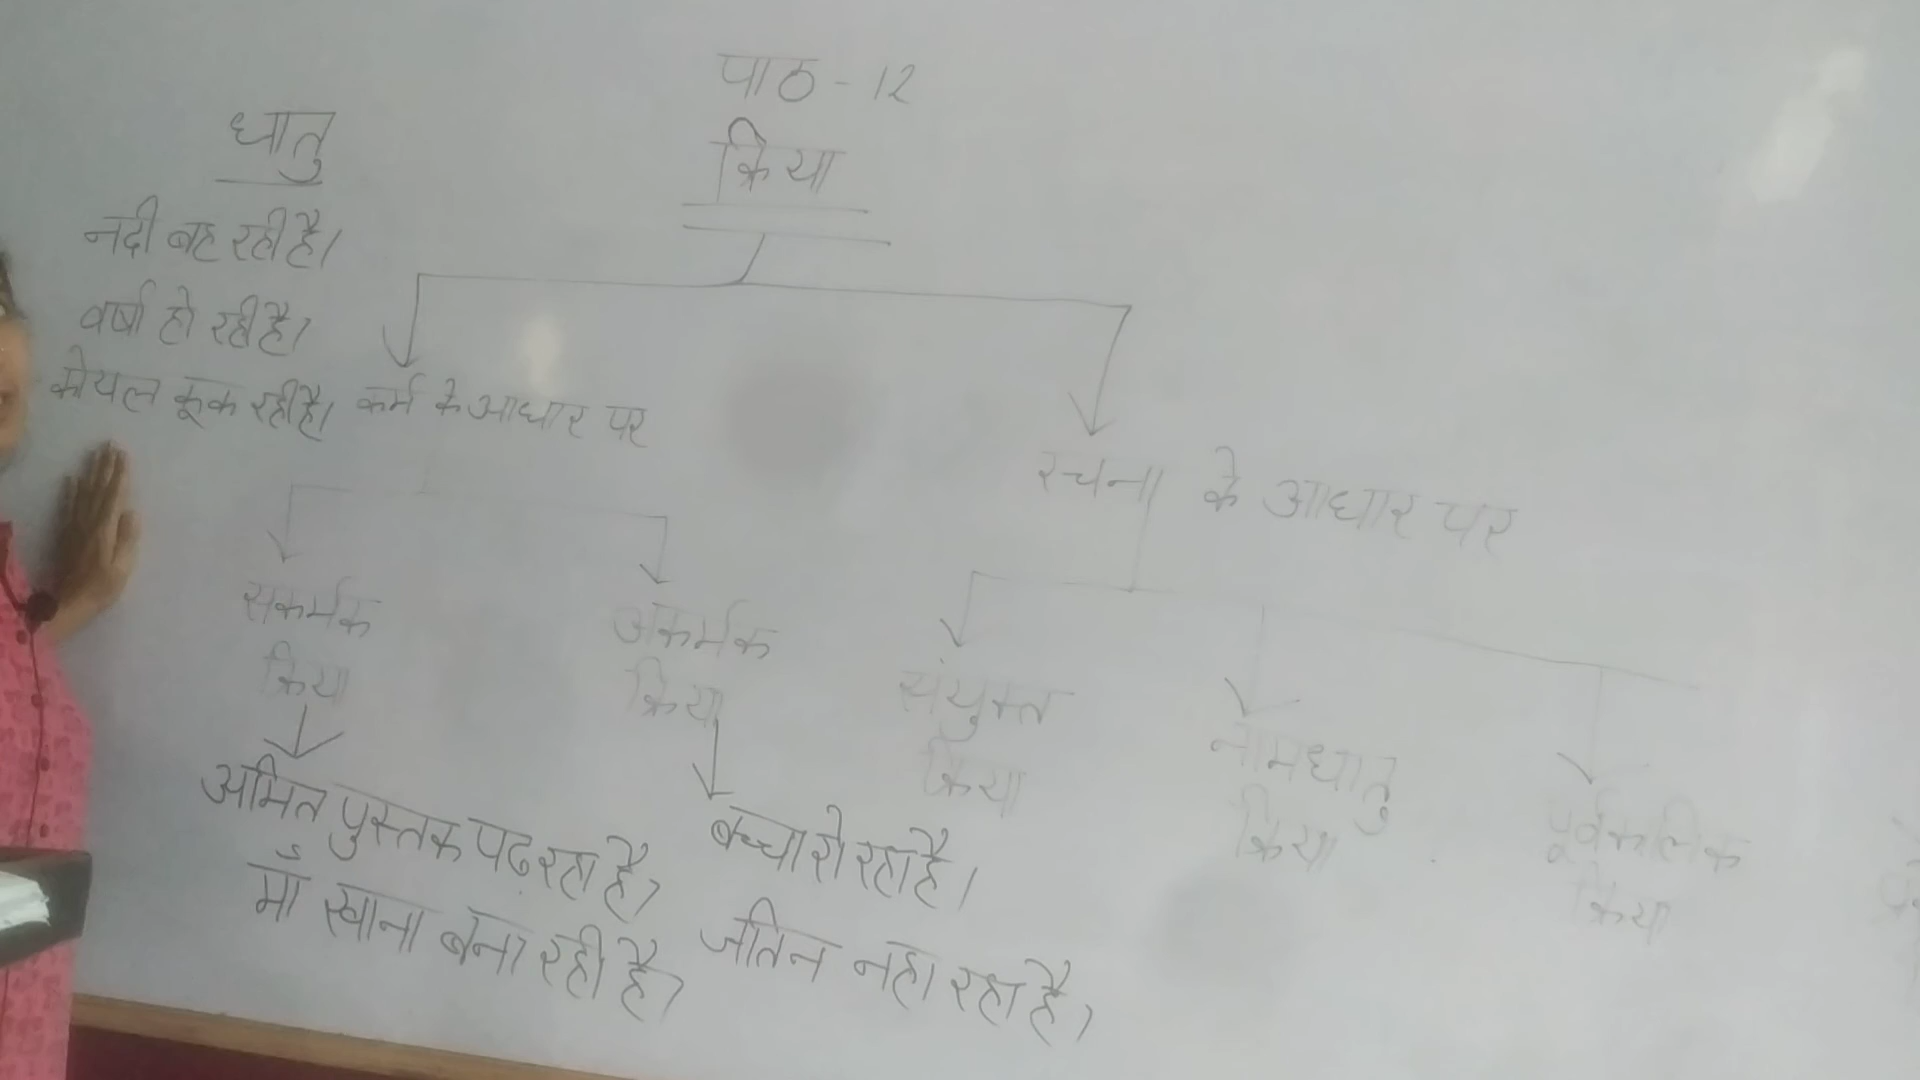 पाठ - 12
क्रिया
धातु
नदी बह रही है।
वर्षा हो रही है।
कोयल कूक रही है।
कर्म के आधार पर
रचना के आधार पर
सकर्मक
क्रिया
अकर्मक
क्रिया
संयुक्त
क्रिया
नामधातु
क्रिया
पूर्वकालिक
क्रिया
अमित पुस्तक पढ़ रहा है।
माँ खाना बना रही है।
बच्चा रो रहा है।
जतिन नहा रहा है।